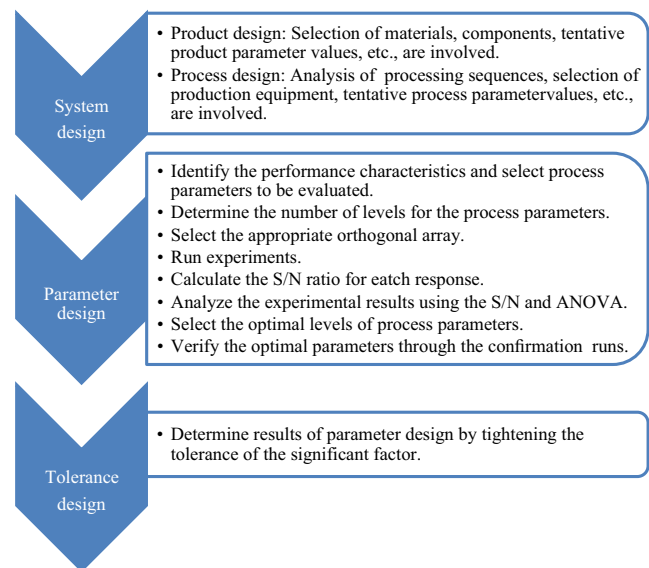 System
design
• Product design: Selection of materials, components, tentative
product parameter values, etc., are involved.
• Process design: Analysis of processing sequences, selection of
production equipment, tentative process parametervalues, etc.,
are involved.
Parameter
design
• Identify the performance characteristics and select process
parameters to be evaluated.
• Determine the number of levels for the process parameters.
• Select the appropriate orthogonal array.
• Run experiments.
• Calculate the S/N ratio for eatch response.
• Analyze the experimental results using the S/N and ANOVA.
• Select the optimal levels of process parameters.
• Verify the optimal parameters through the confirmation runs.
Tolerance
design
• Determine results of parameter design by tightening the
tolerance of the significant factor.